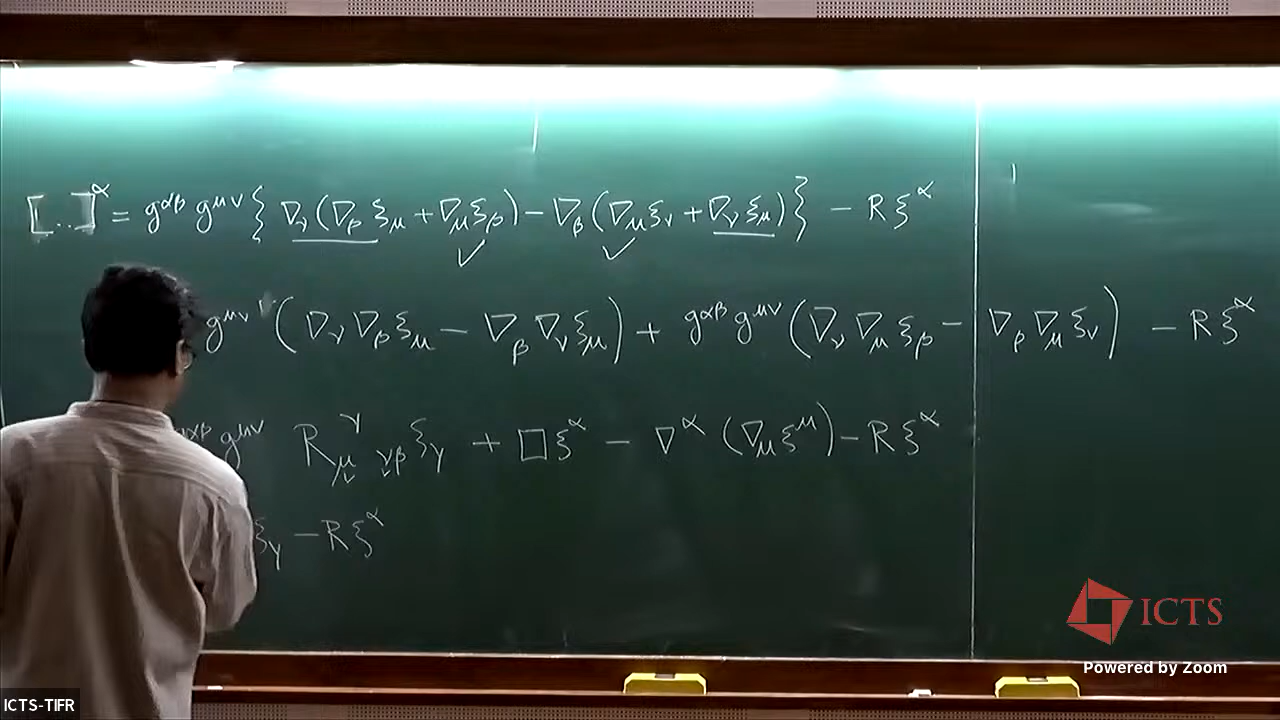 [...]^α = g^{αβ} g^{μν} { ∇_ν (∇_β ξ_μ + ∇_μ ξ_β) − ∇_β (∇_μ ξ_ν + ∇_ν ξ_μ) } − R ξ^α
g^{μν} (∇_ν ∇_β ξ_μ − ∇_β ∇_ν ξ_μ) + g^{αβ} g^{μν} (∇_ν ∇_μ ξ_β − ∇_β ∇_μ ξ_ν) − R ξ^α
g^{μν} R_μ^γ_{νβ} ξ_γ + □ ξ^α − ∇^α (∇_μ ξ^μ) − R ξ^α
ξ_γ − R ξ^α
ICTS
Powered by Zoom
ICTS-TIFR